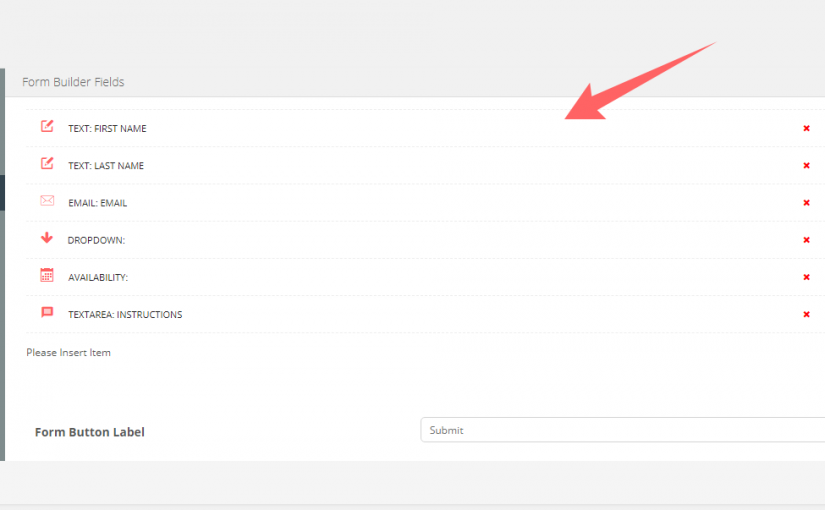 Form Builder Fields
TEXT: FIRST NAME
TEXT: LAST NAME
EMAIL: EMAIL
DROPDOWN:
AVAILABILITY:
TEXTAREA: INSTRUCTIONS
Please Insert Item
Form Button Label
Submit